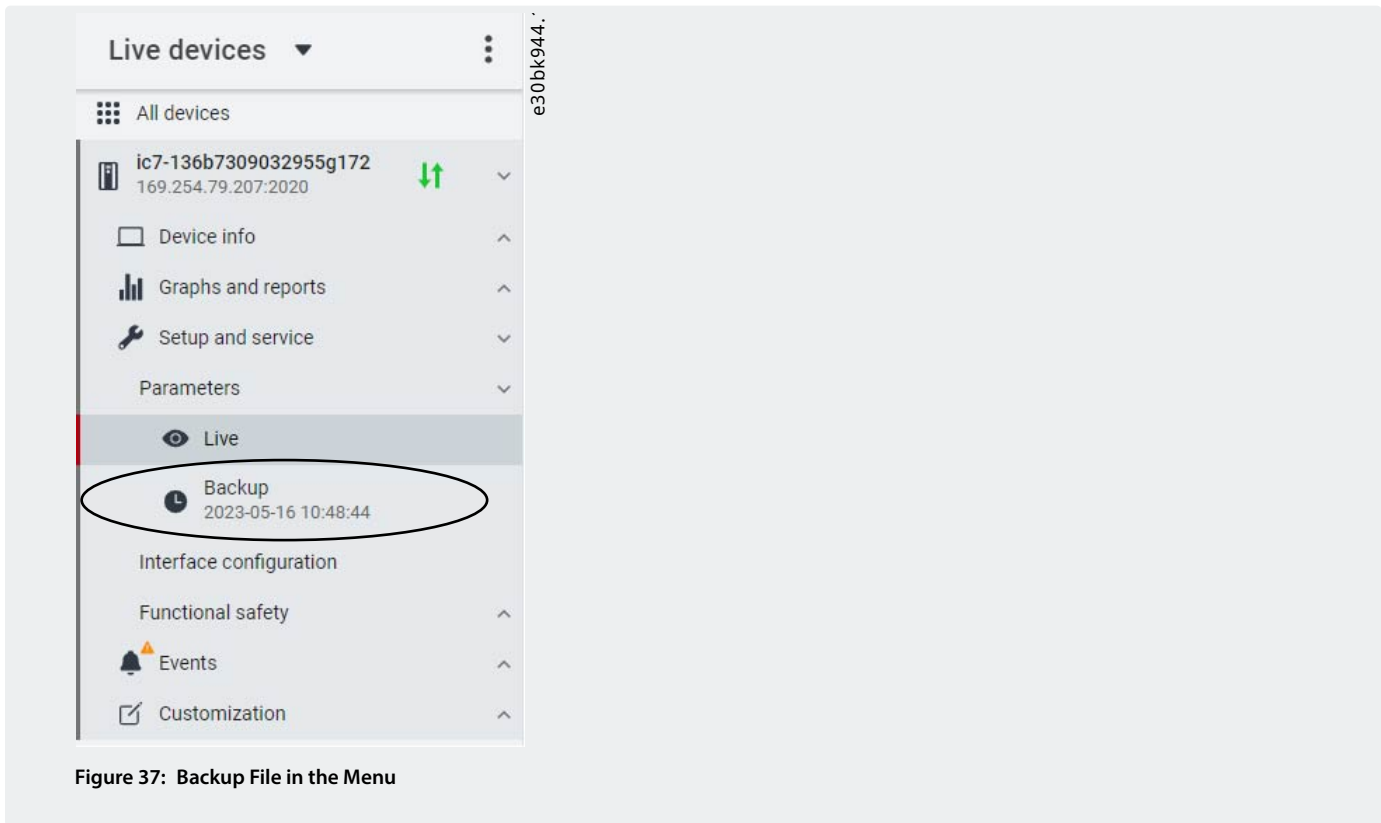 Live devices
e30bk944.
All devices
ic7-136b7309032955g172
169.254.79.207:2020
Device info
Graphs and reports
Setup and service
Parameters
Live
Backup
2023-05-16 10:48:44
Interface configuration
Functional safety
Events
Customization
Figure 37: Backup File in the Menu